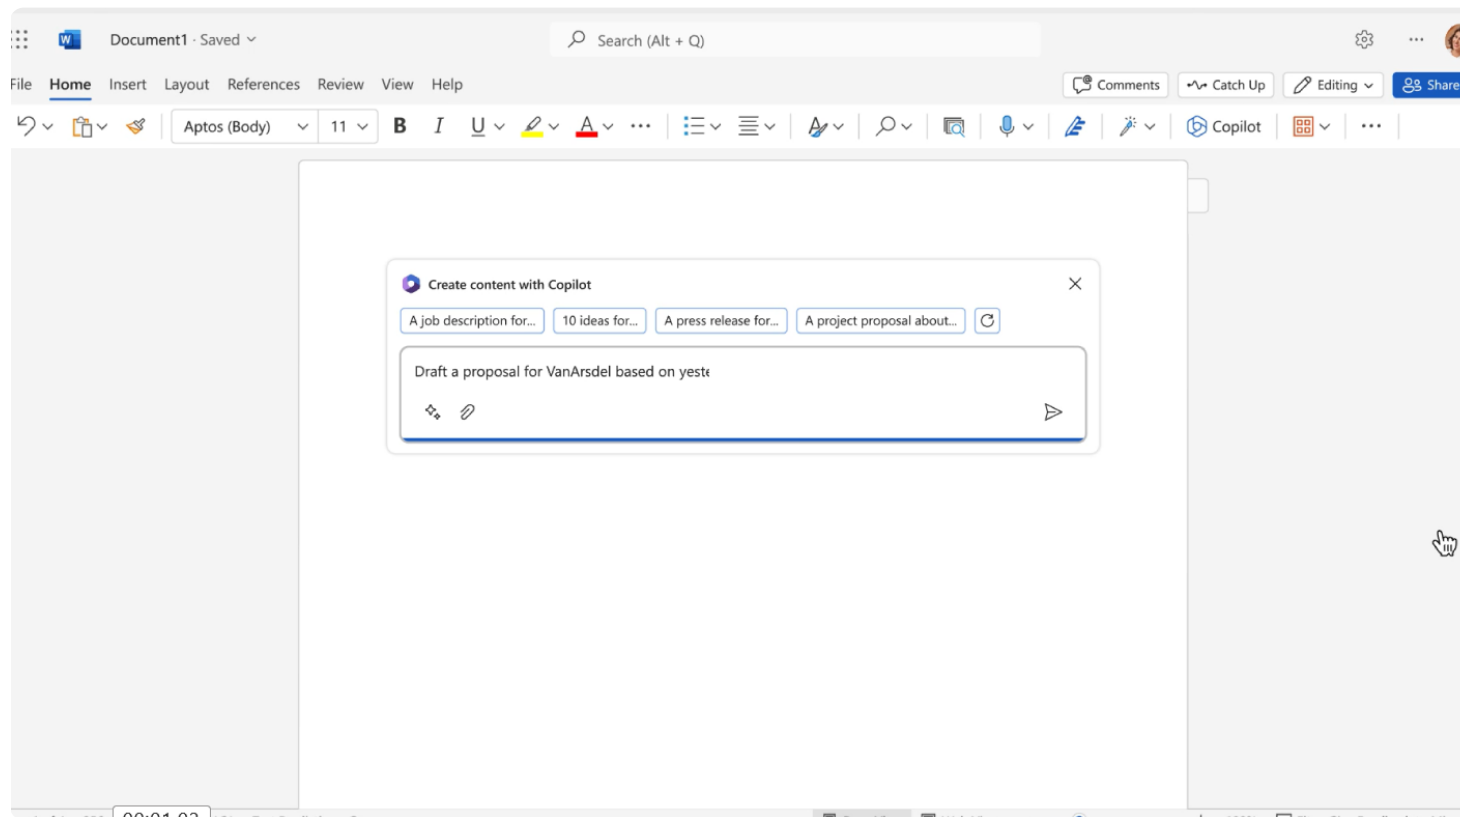 W Document1 · Saved Search (Alt + Q)
File Home Insert Layout References Review View Help Comments Catch Up Editing Share
Aptos (Body) 11 B I U A Copilot
Create content with Copilot
A job description for... 10 ideas for... A press release for... A project proposal about...
Draft a proposal for VanArsdel based on yeste